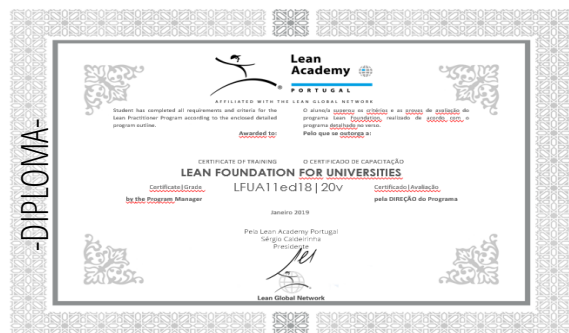 -DIPLOMA-
Lean
Academy
PORTUGAL
AFFILIATED WITH THE LEAN GLOBAL NETWORK
Student has completed all requirements and criteria for the
Lean Practitioner Program according to the enclosed detailed
program outline.
Awarded to:
O aluno/a superou os critérios e as provas de avaliação do
programa Lean Foundation, realizado de acordo com o
programa detalhado no verso.
Pelo que se outorga a:
CERTIFICATE OF TRAINING
O CERTIFICADO DE CAPACITAÇÃO
LEAN FOUNDATION FOR UNIVERSITIES
Certificate|Grade
LFUA11ed18|20v
Certificado|Avaliação
by the Program Manager
pela DIREÇÃO do Programa
Janeiro 2019
Pela Lean Academy Portugal
Sérgio Caldeirinha
Presidente
Lean Global Network